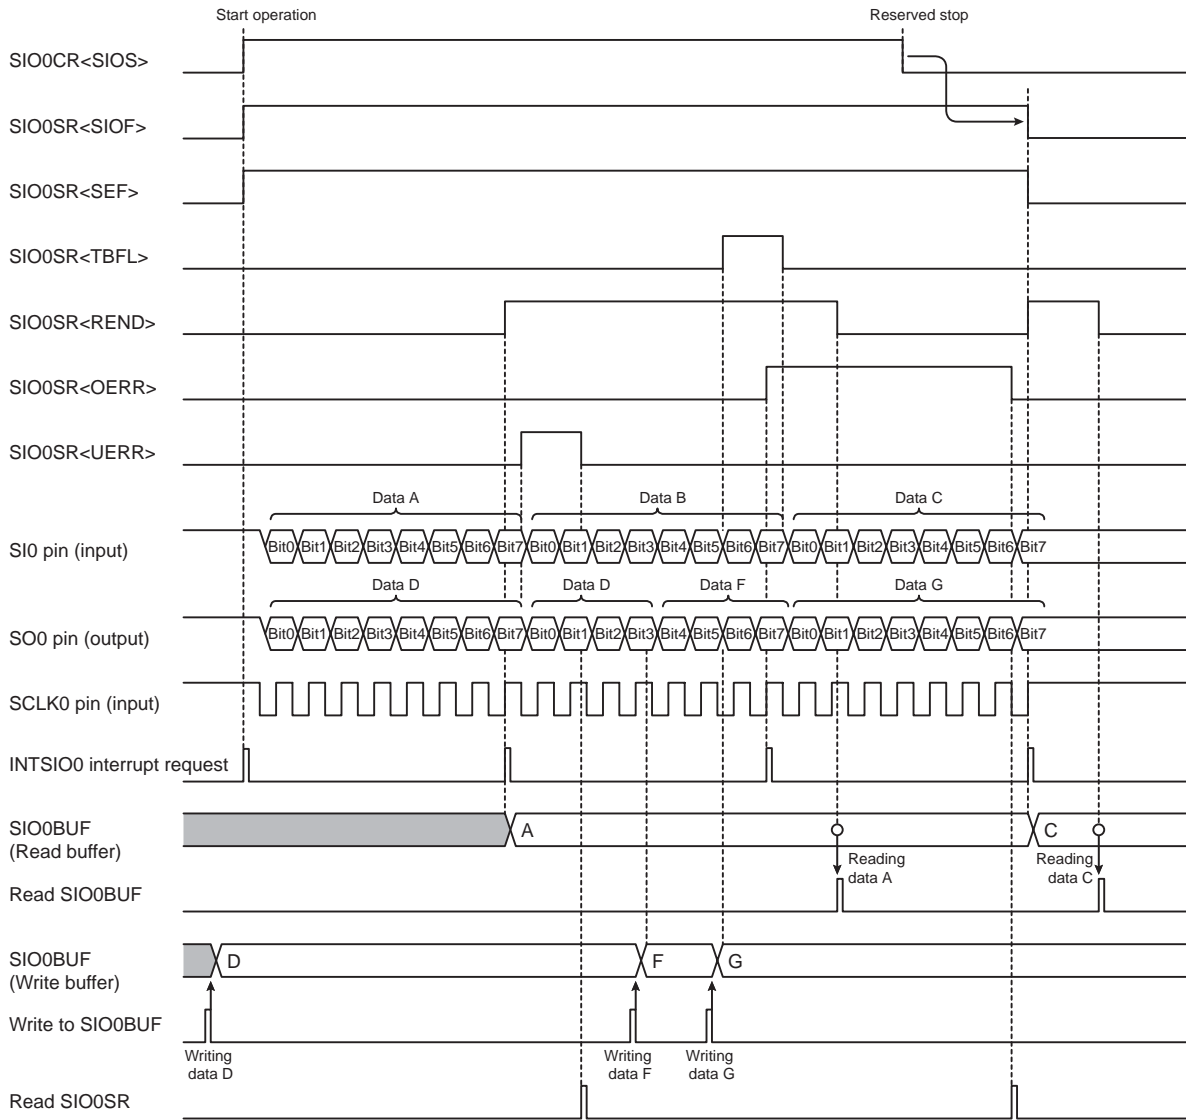 Start operation Reserved stop
SIO0CR<SIOS>
SIO0SR<SIOF>
SIO0SR<SEF>
SIO0SR<TBFL>
SIO0SR<REND>
SIO0SR<OERR>
SIO0SR<UERR>
Data A Data B Data C
SI0 pin (input) Bit0 Bit1 Bit2 Bit3 Bit4 Bit5 Bit6 Bit7 Bit0 Bit1 Bit2 Bit3 Bit4 Bit5 Bit6 Bit7 Bit0 Bit1 Bit2 Bit3 Bit4 Bit5 Bit6 Bit7
Data D Data D Data F Data G
SO0 pin (output) Bit0 Bit1 Bit2 Bit3 Bit4 Bit5 Bit6 Bit7 Bit0 Bit1 Bit2 Bit3 Bit4 Bit5 Bit6 Bit7 Bit0 Bit1 Bit2 Bit3 Bit4 Bit5 Bit6 Bit7
SCLK0 pin (input)
INTSIO0 interrupt request
SIO0BUF
(Read buffer)
A C
Reading
data A
Reading
data C
Read SIO0BUF
SIO0BUF
(Write buffer)
D F G
Write to SIO0BUF
Writing
data D
Writing
data F
Writing
data G
Read SIO0SR